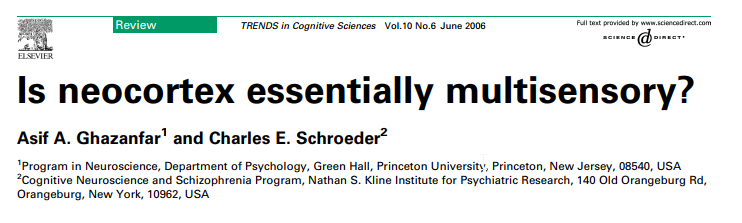 Review
TRENDS in Cognitive Sciences Vol.10 No.6 June 2006
Full text provided by www.sciencedirect.com
SCIENCE DIRECT®
ELSEVIER
Is neocortex essentially multisensory?
Asif A. Ghazanfar1 and Charles E. Schroeder2
1Program in Neuroscience, Department of Psychology, Green Hall, Princeton University, Princeton, New Jersey, 08540, USA
2Cognitive Neuroscience and Schizophrenia Program, Nathan S. Kline Institute for Psychiatric Research, 140 Old Orangeburg Rd,
Orangeburg, New York, 10962, USA